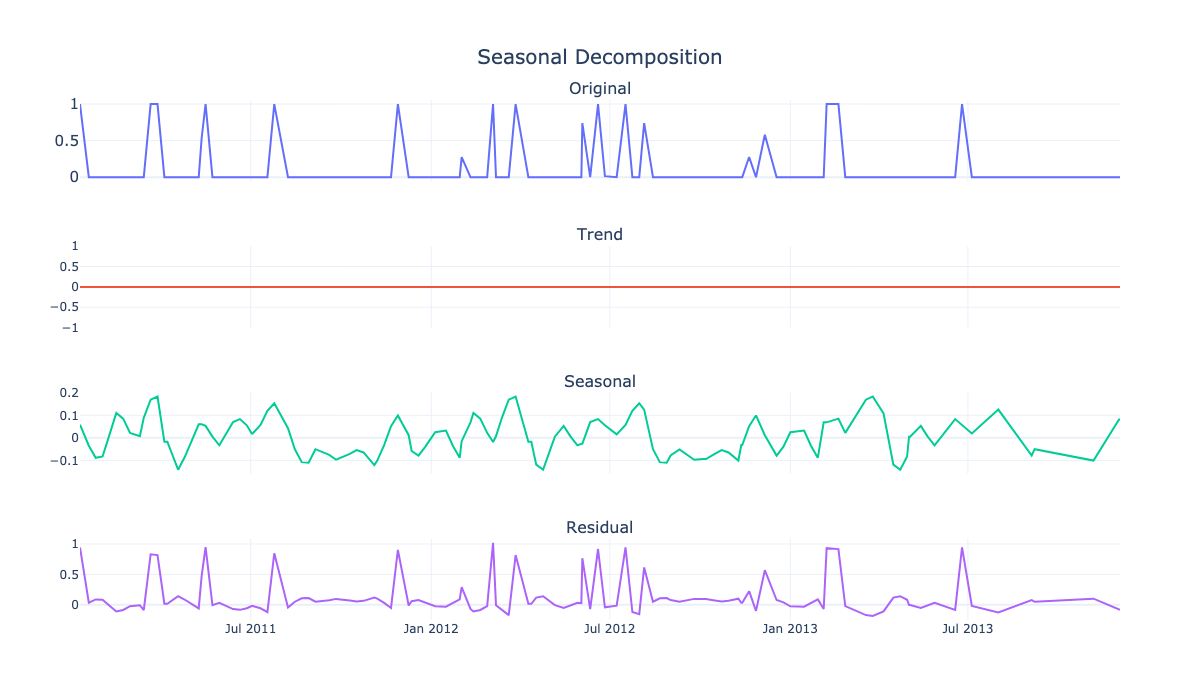 Seasonal Decomposition
Original
1
0.5
0
Trend
1
0.5
0
−0.5
−1
Seasonal
0.2
0.1
0
−0.1
Residual
1
0.5
0
Jul 2011
Jan 2012
Jul 2012
Jan 2013
Jul 2013